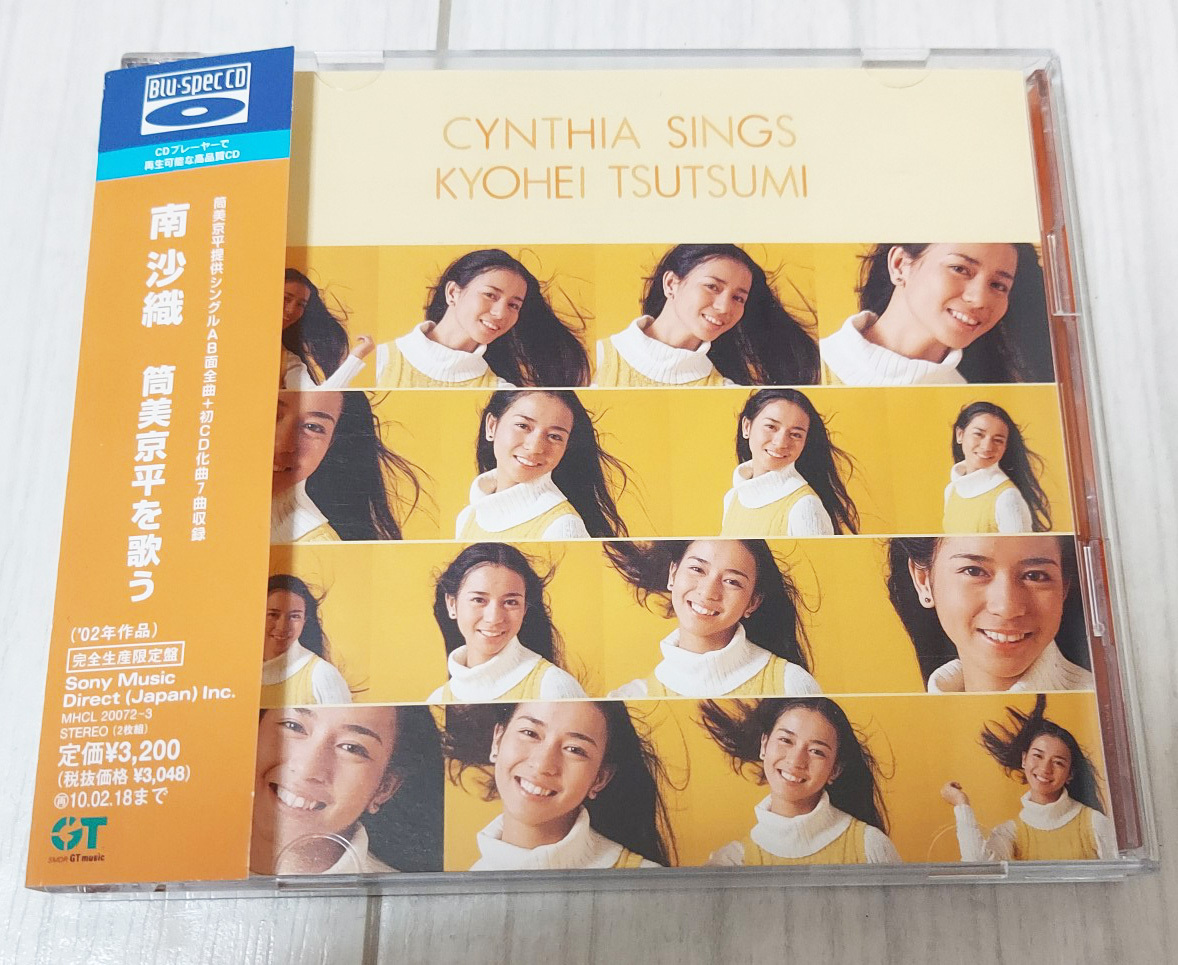 Blu-specCD
CDプレーヤーで
再生可能な高品質CD
筒美京平提供シングルAB面全曲+初CD化曲7曲収録
南 沙織 筒美京平を歌う
('02年作品)
完全生産限定盤
Sony Music
Direct (Japan) Inc.
MHCL 20072-3
STEREO (2枚組)
定価¥3,200
(税抜価格 ¥3,048)
㋫10.02.18まで
GT
SMDR GT music
CYNTHIA SINGS
KYOHEI TSUTSUMI